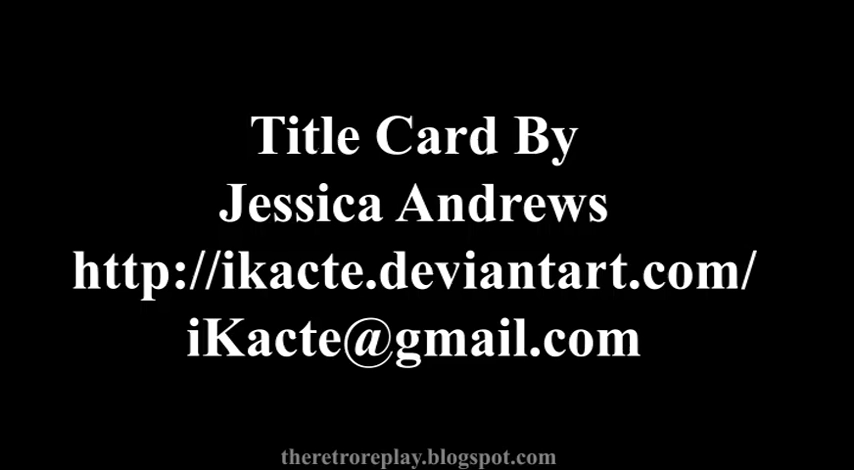 Title Card By
Jessica Andrews
http://ikacte.deviantart.com/
iKacte@gmail.com
theretroreplay.blogspot.com